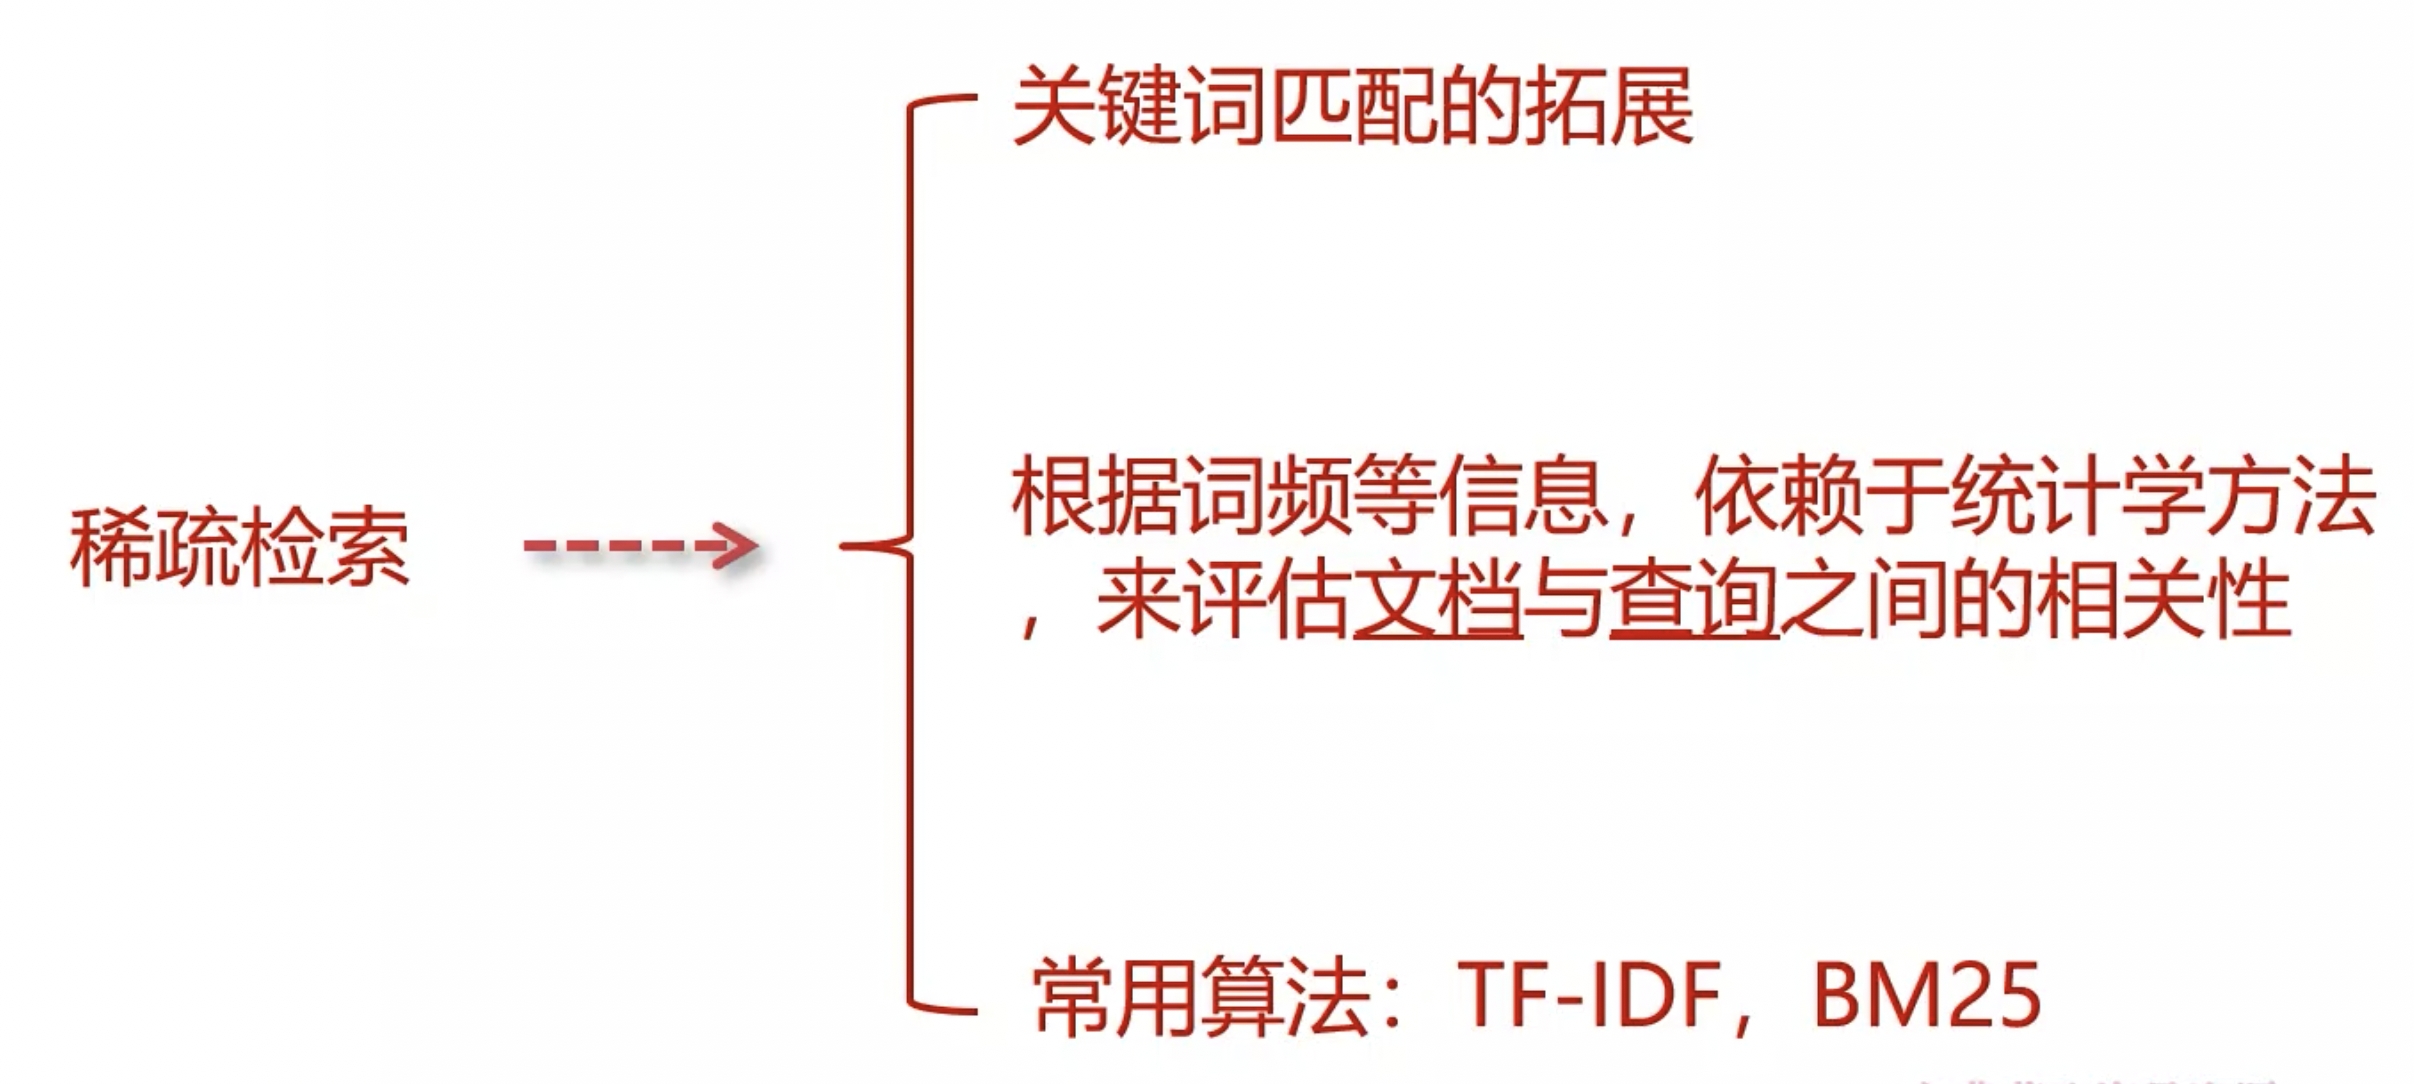 关键词匹配的拓展
稀疏检索
根据词频等信息，依赖于统计学方法
，来评估文档与查询之间的相关性
常用算法：TF-IDF，BM25